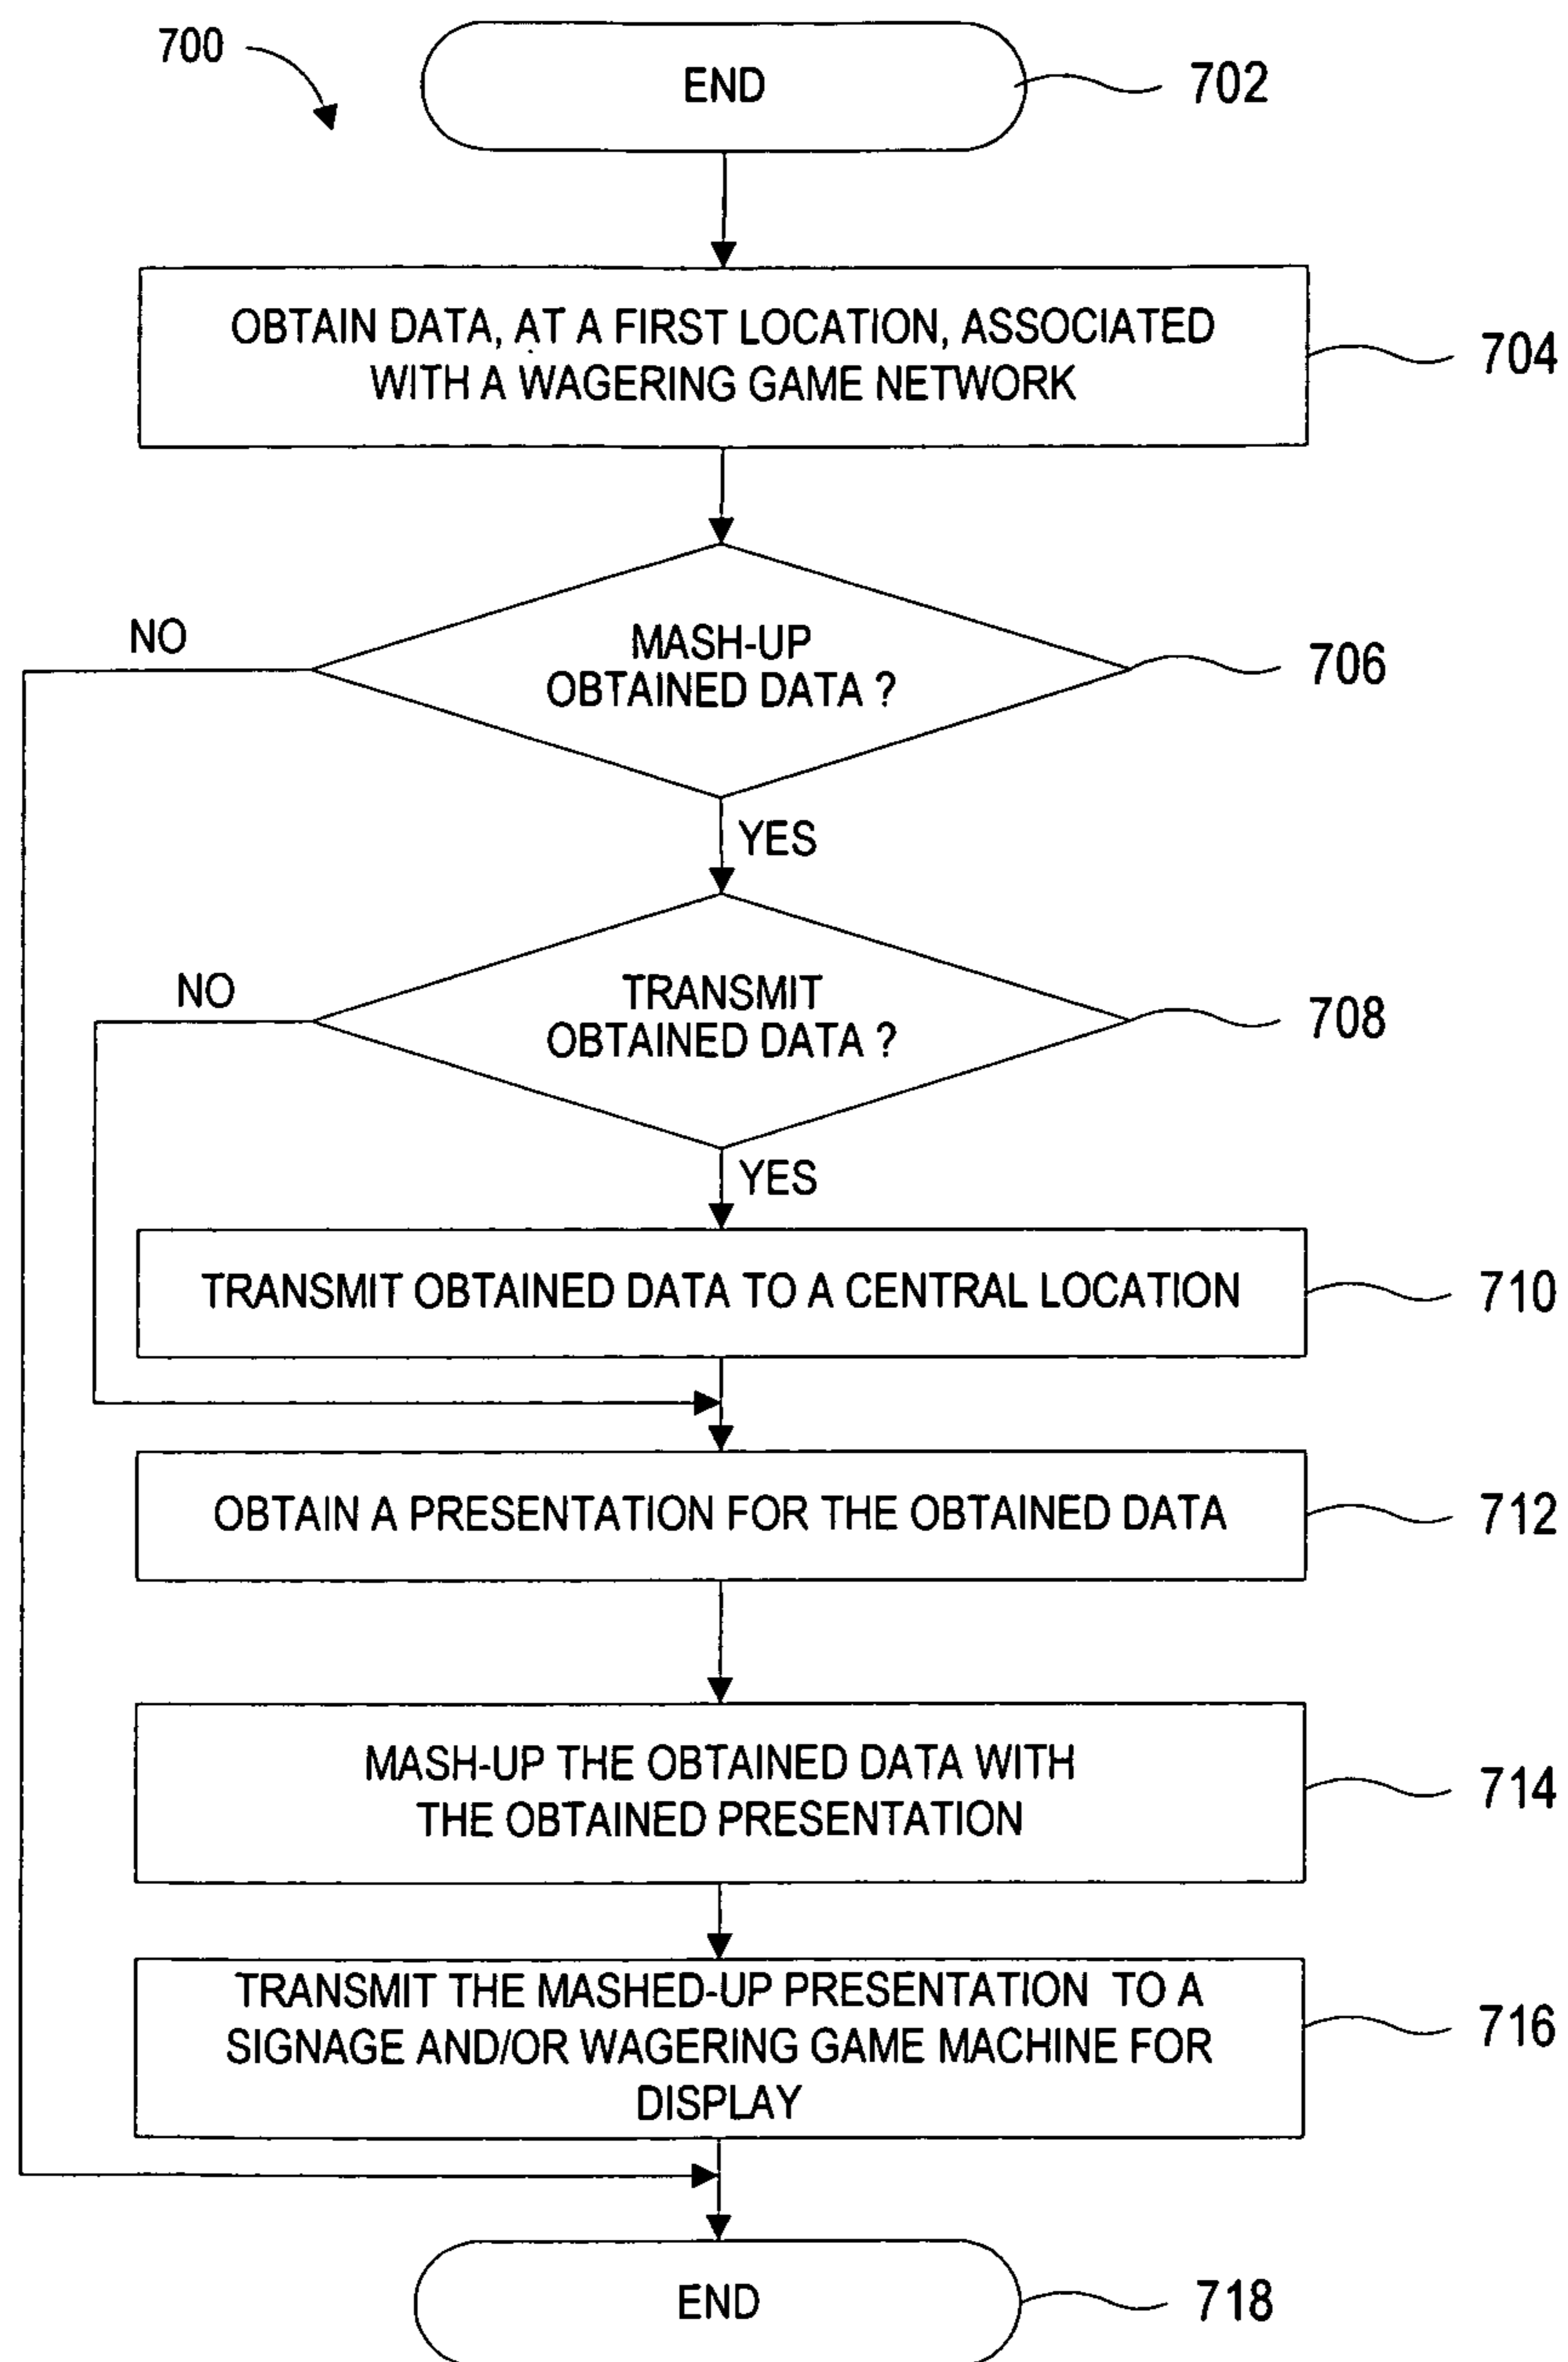 700
END
702
OBTAIN DATA, AT A FIRST LOCATION, ASSOCIATED
WITH A WAGERING GAME NETWORK
704
NO
MASH-UP
OBTAINED DATA ?
706
YES
NO
TRANSMIT
OBTAINED DATA ?
708
YES
TRANSMIT OBTAINED DATA TO A CENTRAL LOCATION
710
OBTAIN A PRESENTATION FOR THE OBTAINED DATA
712
MASH-UP THE OBTAINED DATA WITH
THE OBTAINED PRESENTATION
714
TRANSMIT THE MASHED-UP PRESENTATION TO A
SIGNAGE AND/OR WAGERING GAME MACHINE FOR
DISPLAY
716
END
718